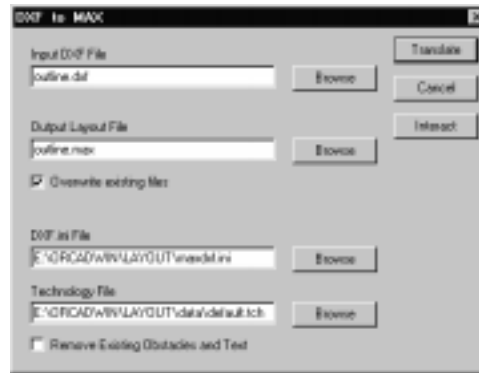 DXF to MAX
Input DXF File
Translate
outline.dxf
Browse
Cancel
Output Layout File
Interact
outline.max
Browse
Overwrite existing files
DXF.ini File
E:\ORCADWIN\LAYOUT\maxdxf.ini
Browse
Technology File
E:\ORCADWIN\LAYOUT\data\default.tch
Browse
Remove Existing Obstacles and Text